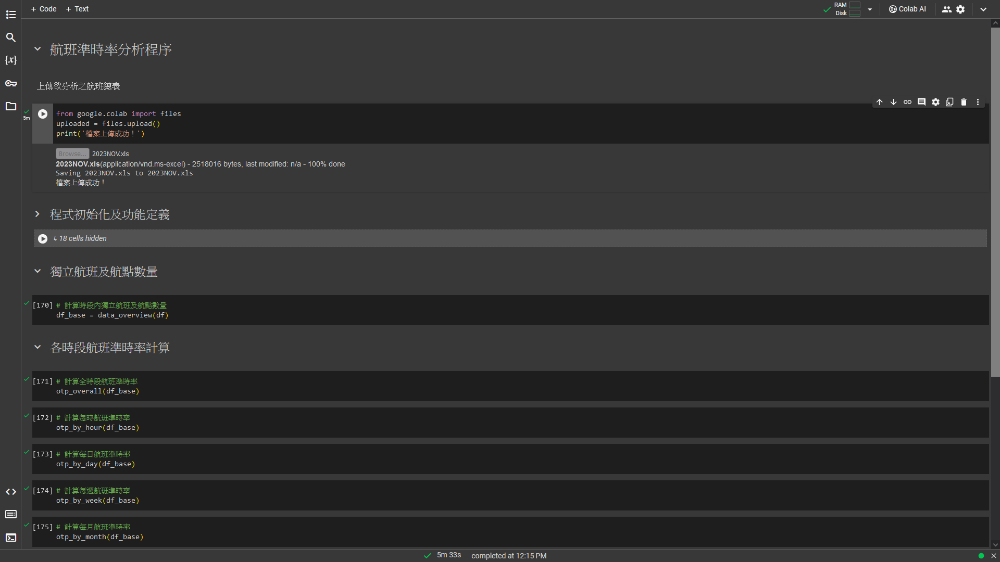 + Code + Text
RAM
Disk
Colab AI
航班準時率分析程序
上傳欲分析之航班總表
5m
from google.colab import files
uploaded = files.upload()
print('檔案上傳成功！')
Browse... 2023NOV.xls
2023NOV.xls(application/vnd.ms-excel) - 2518016 bytes, last modified: n/a - 100% done
Saving 2023NOV.xls to 2023NOV.xls
檔案上傳成功！
程式初始化及功能定義
↳ 18 cells hidden
獨立航班及航點數量
[170] # 計算時段內獨立航班及航點數量
df_base = data_overview(df)
各時段航班準時率計算
[171] # 計算全時段航班準時率
otp_overall(df_base)
[172] # 計算每時航班準時率
otp_by_hour(df_base)
[173] # 計算每日航班準時率
otp_by_day(df_base)
[174] # 計算每週航班準時率
otp_by_week(df_base)
[175] # 計算每月航班準時率
otp_by_month(df_base)
5m 33s completed at 12:15 PM